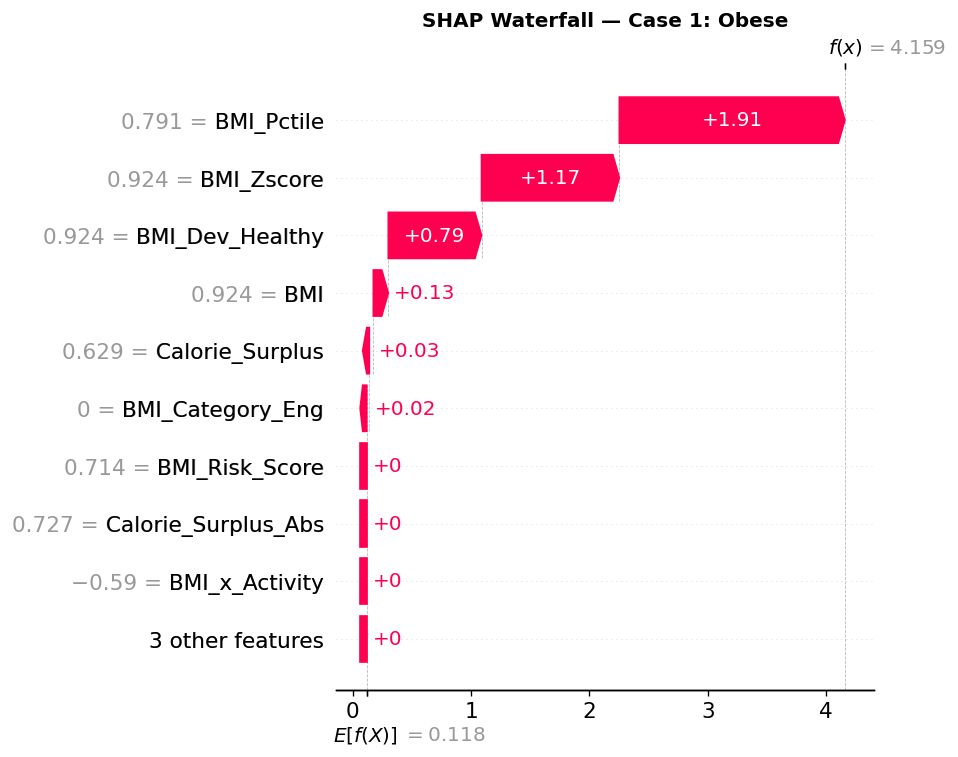 SHAP Waterfall — Case 1: Obese
f(x) = 4.159
0.791 = BMI_Pctile +1.91
0.924 = BMI_Zscore +1.17
0.924 = BMI_Dev_Healthy +0.79
0.924 = BMI +0.13
0.629 = Calorie_Surplus +0.03
0 = BMI_Category_Eng +0.02
0.714 = BMI_Risk_Score +0
0.727 = Calorie_Surplus_Abs +0
−0.59 = BMI_x_Activity +0
3 other features +0
0 1 2 3 4
E[f(X)] = 0.118